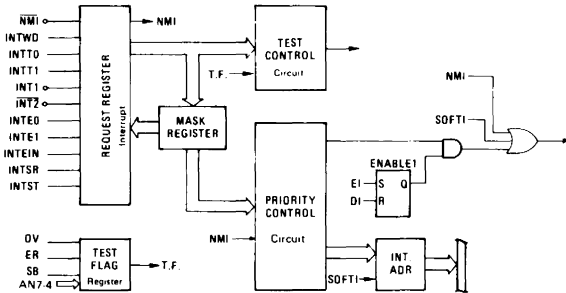 NMI
INTWD
INTT0
INTT1
INT1
INT2
INTE0
INTE1
INTEIN
INTSR
INTST
REQUEST REGISTER
Interrupt
NMI
TEST
CONTROL
Circuit
T.F.
MASK
REGISTER
PRIORITY
CONTROL
Circuit
NMI
NMI
SOFTI
ENABLE1
EI
S
Q
DI
R
INT.
ADR
SOFTI
OV
ER
SB
AN7-4
TEST
FLAG
Register
T.F.